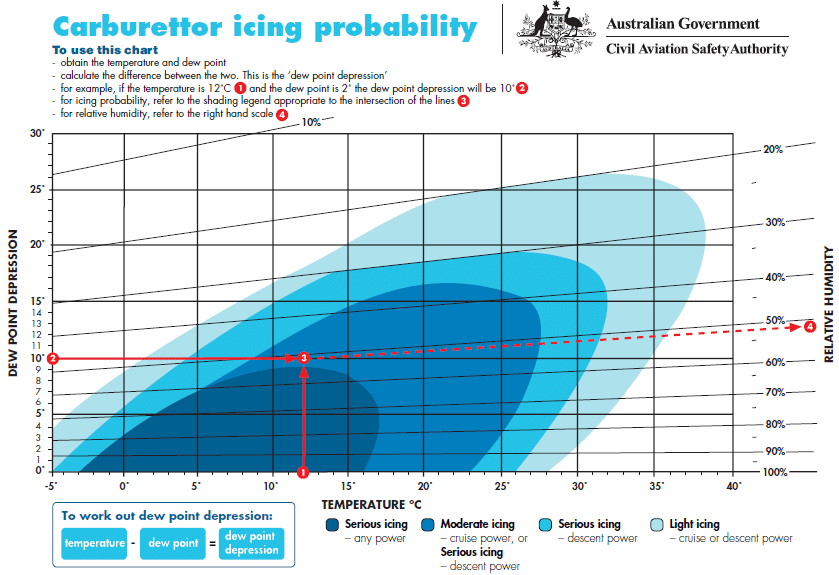 Carburettor icing probability
Australian Government
Civil Aviation Safety Authority
To use this chart
- obtain the temperature and dew point
- calculate the difference between the two. This is the 'dew point depression'
- for example, if the temperature is 12°C 1 and the dew point is 2° the dew point depression will be 10° 2
- for icing probability, refer to the shading legend appropriate to the intersection of the lines 3
- for relative humidity, refer to the right hand scale 4
DEW POINT DEPRESSION
30°
25°
20°
15°
14
13
12
11
10°
9
8
7
6
5°
4
3
2
1
0°
10%
20%
30%
40%
50%
60%
70%
80%
90%
100%
RELATIVE HUMIDITY
2
3
4
1
-5°
0°
5°
10°
15°
20°
25°
30°
35°
40°
TEMPERATURE °C
To work out dew point depression:
temperature - dew point = dew point depression
Serious icing
– any power
Moderate icing
– cruise power, or
Serious icing
– descent power
Serious icing
– descent power
Light icing
– cruise or descent power